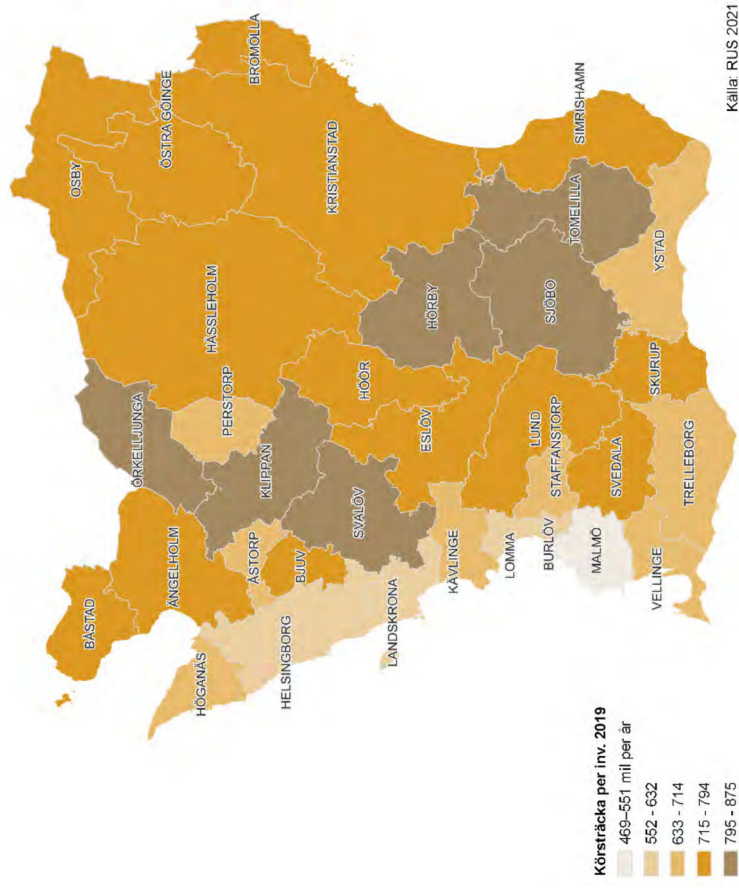 OSBY
ÖSTRA GÖINGE
BROMÖLLA
HÄSSLEHOLM
KRISTIANSTAD
SIMRISHAMN
TOMELILLA
YSTAD
HÖRBY
SJÖBO
SKURUP
ÖRKELLJUNGA
PERSTORP
HÖÖR
KLIPPAN
ESLÖV
LUND
STAFFANSTORP
SVEDALA
TRELLEBORG
SVALÖV
BÅSTAD
ÄNGELHOLM
ÅSTORP
BJUV
KÄVLINGE
LOMMA
BURLÖV
MALMÖ
VELLINGE
HÖGANÄS
HELSINGBORG
LANDSKRONA
Körsträcka per inv. 2019
469–551 mil per år
552 - 632
633 - 714
715 - 794
795 - 875
Källa: RUS 2021